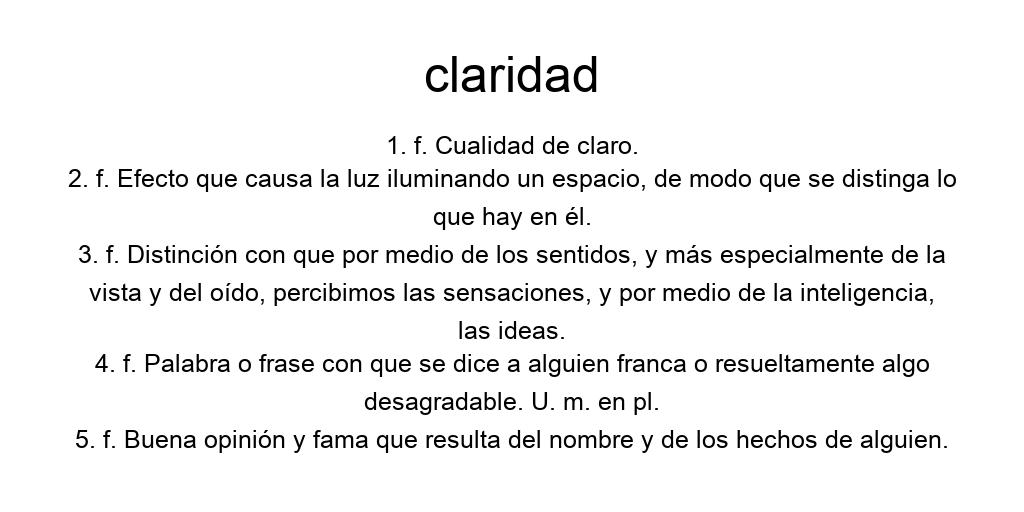 claridad
1. f. Cualidad de claro.
2. f. Efecto que causa la luz iluminando un espacio, de modo que se distinga lo
que hay en él.
3. f. Distinción con que por medio de los sentidos, y más especialmente de la
vista y del oído, percibimos las sensaciones, y por medio de la inteligencia,
las ideas.
4. f. Palabra o frase con que se dice a alguien franca o resueltamente algo
desagradable. U. m. en pl.
5. f. Buena opinión y fama que resulta del nombre y de los hechos de alguien.